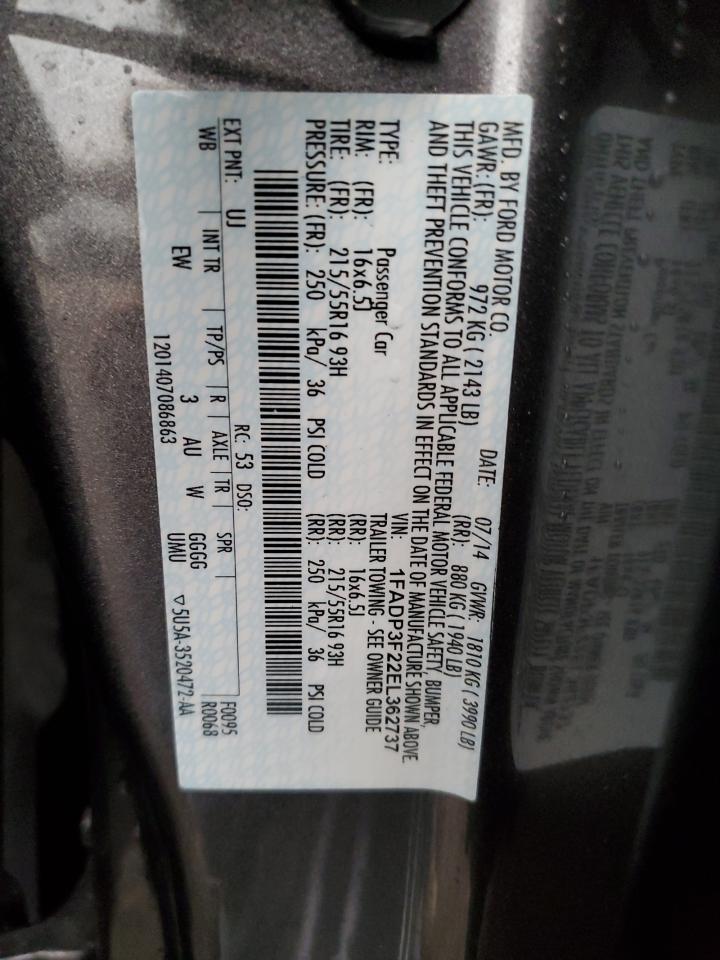 MFD. BY FORD MOTOR CO. DATE: 07/14 GVWR: 1810 KG ( 3990 LB)
GAWR:(FR): 972 KG ( 2143 LB) (RR): 880 KG ( 1940 LB)
THIS VEHICLE CONFORMS TO ALL APPLICABLE FEDERAL MOTOR VEHICLE SAFETY, BUMPER,
AND THEFT PREVENTION STANDARDS IN EFFECT ON THE DATE OF MANUFACTURE SHOWN ABOVE.
VIN: 1FADP3F22EL362737
TYPE: Passenger Car TRAILER TOWING - SEE OWNER GUIDE
RIM: (FR): 16x6.5J (RR): 16x6.5J
TIRE: (FR): 215/55R16 93H (RR): 215/55R16 93H
PRESSURE: (FR): 250 kPa/ 36 PSI COLD (RR): 250 kPa/ 36 PSI COLD
EXT PNT: UJ RC: 53 DSO: F0095
WB INT TR TP/PS R AXLE TR SPR R0068
EW 3 AU W GGGG
UMU ▽5U5A-3520472-AA
1201407086863